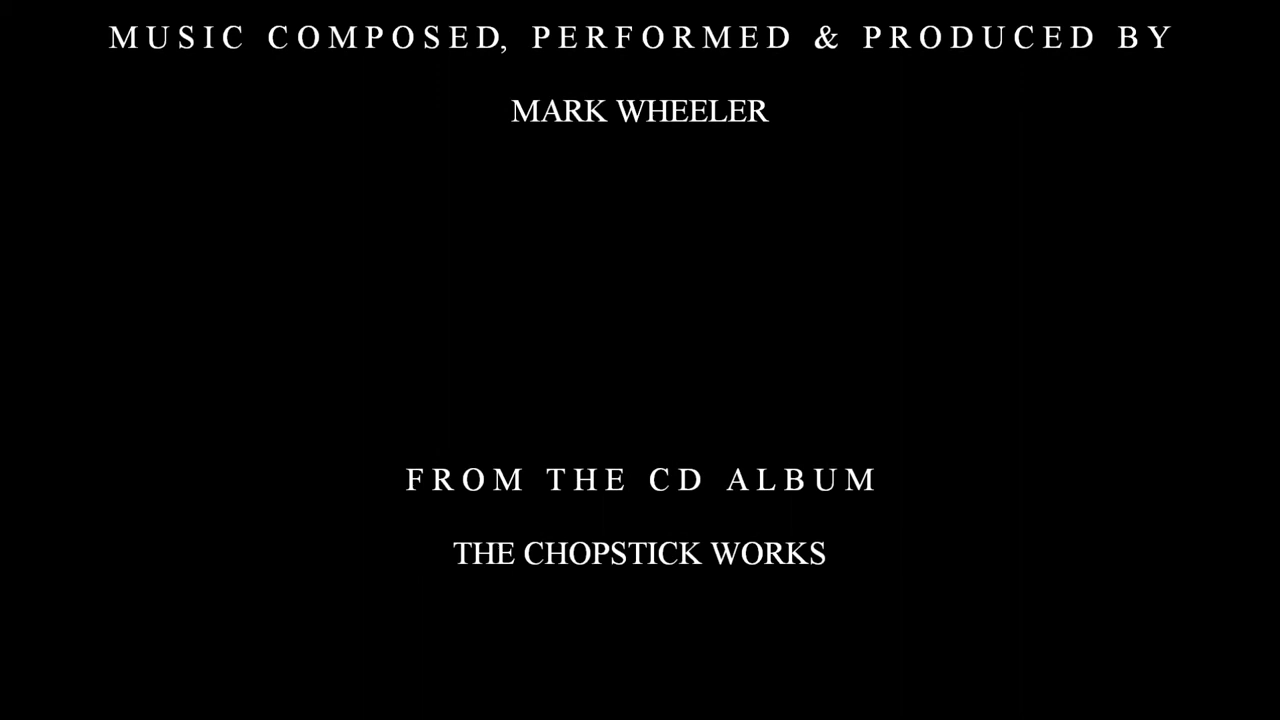 MUSIC COMPOSED, PERFORMED & PRODUCED BY
MARK WHEELER
FROM THE CD ALBUM
THE CHOPSTICK WORKS